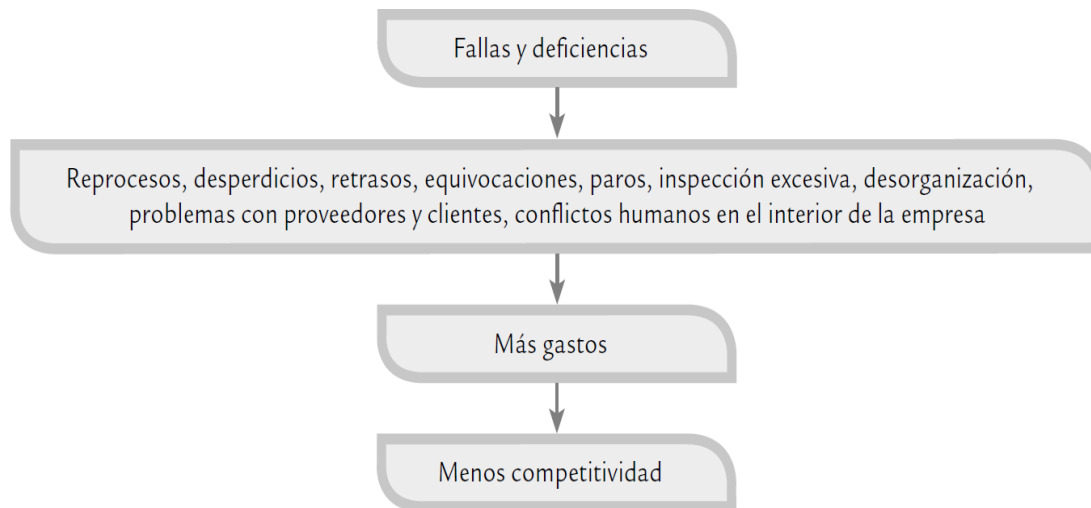 Fallas y deficiencias
Reprocesos, desperdicios, retrasos, equivocaciones, paros, inspección excesiva, desorganización,
problemas con proveedores y clientes, conflictos humanos en el interior de la empresa
Más gastos
Menos competitividad